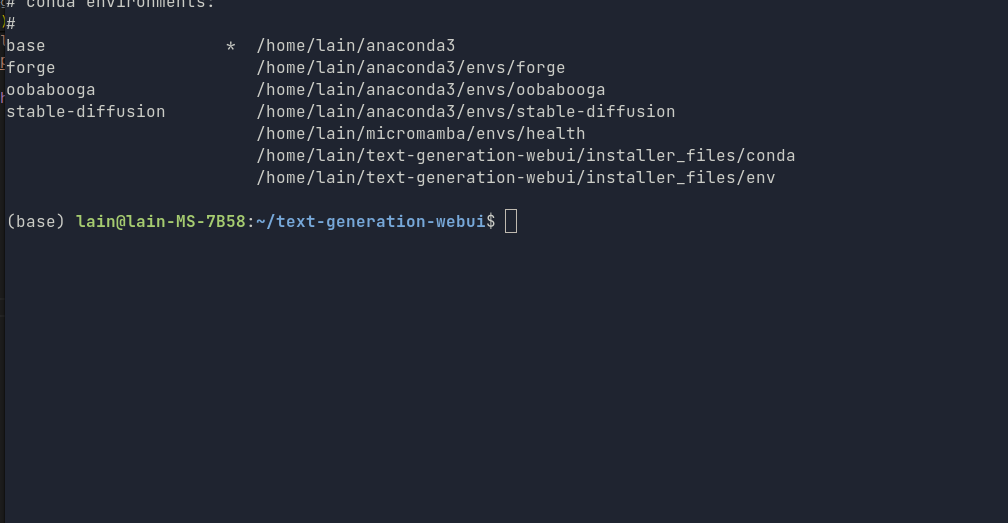 # conda environments:
#
base                  *  /home/lain/anaconda3
forge                    /home/lain/anaconda3/envs/forge
oobabooga                /home/lain/anaconda3/envs/oobabooga
stable-diffusion         /home/lain/anaconda3/envs/stable-diffusion
                         /home/lain/micromamba/envs/health
                         /home/lain/text-generation-webui/installer_files/conda
                         /home/lain/text-generation-webui/installer_files/env
(base) lain@lain-MS-7B58:~/text-generation-webui$